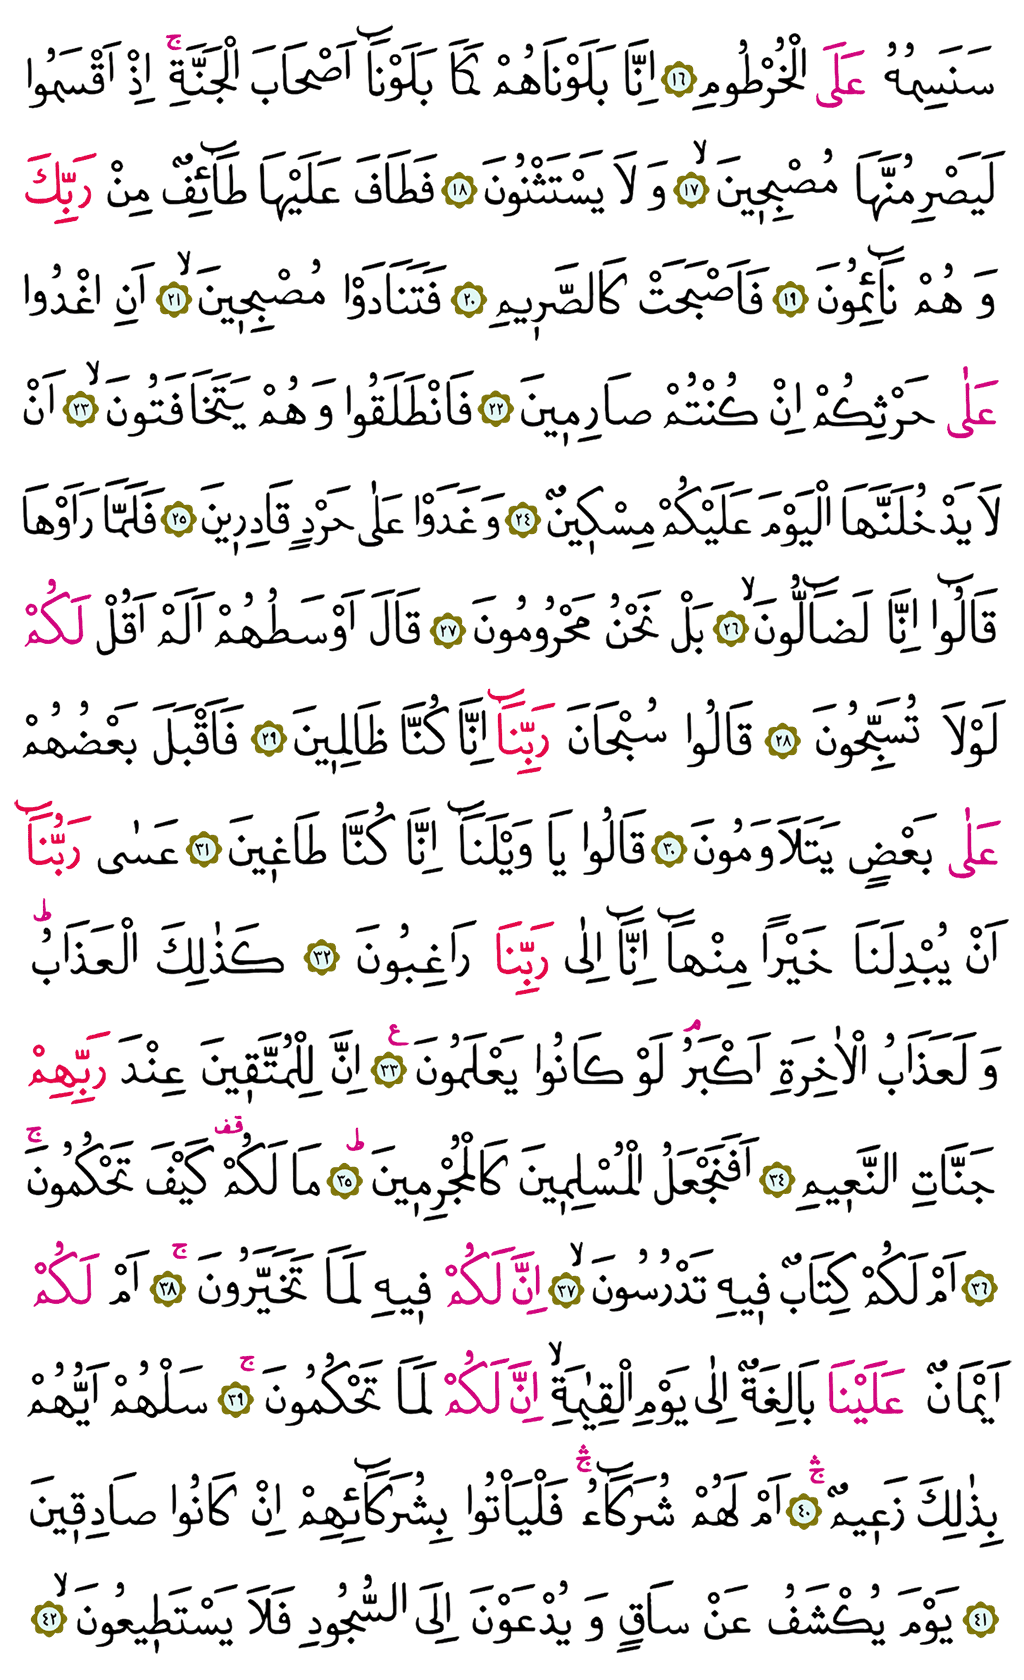 سَنَسِمُهُ عَلَى الْخُرْطُومِ ﴿١٦﴾ اِنَّا بَلَوْنَاهُمْ كَمَا بَلَوْنَٓا اَصْحَابَ الْجَنَّةِۚ اِذْ اَقْسَمُوا
لَيَصْرِمُنَّهَا مُصْبِحٖينَۙ ﴿١٧﴾ وَ لَا يَسْتَثْنُونَ ﴿١٨﴾ فَطَافَ عَلَيْهَا طَٓائِفٌ مِنْ رَبِّكَ
وَ هُمْ نَٓائِمُونَ ﴿١٩﴾ فَاَصْبَحَتْ كَالصَّرٖيمِ ﴿٢٠﴾ فَتَنَادَوْا مُصْبِحٖينَۙ ﴿٢١﴾ اَنِ اغْدُوا
عَلٰى حَرْثِكُمْ اِنْ كُنْتُمْ صَارِمٖينَ ﴿٢٢﴾ فَانْطَلَقُوا وَ هُمْ يَتَخَافَتُونَۙ ﴿٢٣﴾ اَنْ
لَا يَدْخُلَنَّهَا الْيَوْمَ عَلَيْكُمْ مِسْكٖينٌ ﴿٢٤﴾ وَ غَدَوْا عَلٰى حَرْدٍ قَادِرٖينَ ﴿٢٥﴾ فَلَمَّا رَاَوْهَا
قَالُٓوا اِنَّا لَضَٓالُّونَۙ ﴿٢٦﴾ بَلْ نَحْنُ مَحْرُومُونَ ﴿٢٧﴾ قَالَ اَوْسَطُهُمْ اَلَمْ اَقُلْ لَكُمْ
لَوْلَا تُسَبِّحُونَ ﴿٢٨﴾ قَالُوا سُبْحَانَ رَبِّنَٓا اِنَّا كُنَّا ظَالِمٖينَ ﴿٢٩﴾ فَاَقْبَلَ بَعْضُهُمْ
عَلٰى بَعْضٍ يَتَلَاوَمُونَ ﴿٣٠﴾ قَالُوا يَا وَيْلَنَٓا اِنَّا كُنَّا طَاغٖينَ ﴿٣١﴾ عَسٰى رَبُّنَٓا
اَنْ يُبْدِلَنَا خَيْرًا مِنْهَٓا اِنَّٓا اِلٰى رَبِّنَا رَاغِبُونَ ﴿٣٢﴾ كَذٰلِكَ الْعَذَابُؕ
وَ لَعَذَابُ الْاٰخِرَةِ اَكْبَرُۘ لَوْ كَانُوا يَعْلَمُونَ ﴿٣٣﴾ ع اِنَّ لِلْمُتَّقٖينَ عِنْدَ رَبِّهِمْ
جَنَّاتِ النَّعٖيمِ ﴿٣٤﴾ اَفَنَجْعَلُ الْمُسْلِمٖينَ كَالْمُجْرِمٖينَؕ ﴿٣٥﴾ مَا لَكُمْ قف كَيْفَ تَحْكُمُونَۚ
﴿٣٦﴾ اَمْ لَكُمْ كِتَابٌ فٖيهِ تَدْرُسُونَۙ ﴿٣٧﴾ اِنَّ لَكُمْ فٖيهِ لَمَا تَخَيَّرُونَۚ ﴿٣٨﴾ اَمْ لَكُمْ
اَيْمَانٌ عَلَيْنَا بَالِغَةٌ اِلٰى يَوْمِ الْقِيٰمَةِۙ اِنَّ لَكُمْ لَمَا تَحْكُمُونَۚ ﴿٣٩﴾ سَلْهُمْ اَيُّهُمْ
بِذٰلِكَ زَعٖيمٌۛۚ ﴿٤٠﴾ اَمْ لَهُمْ شُرَكَٓاءُۛۚ فَلْيَاْتُوا بِشُرَكَٓائِهِمْ اِنْ كَانُوا صَادِقٖينَ
﴿٤١﴾ يَوْمَ يُكْشَفُ عَنْ سَاقٍ وَ يُدْعَوْنَ اِلَى السُّجُودِ فَلَا يَسْتَطٖيعُونَۙ ﴿٤٢﴾